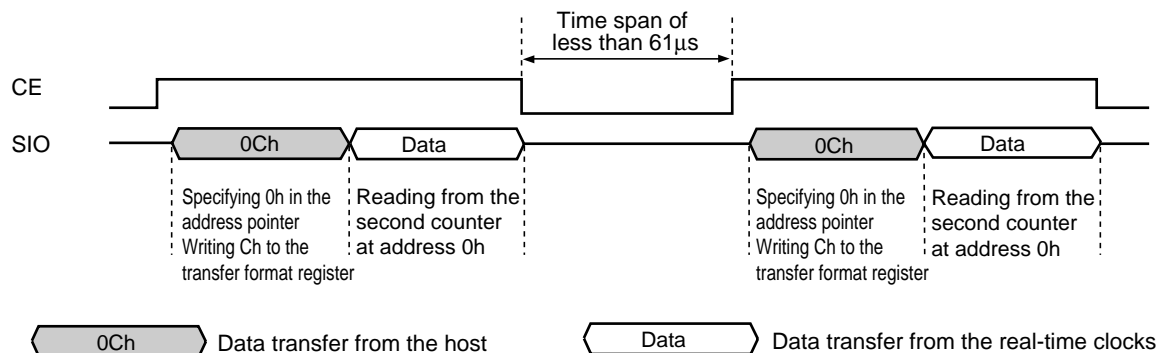 Time span of
less than 61μs
CE
SIO
0Ch
Data
0Ch
Data
Specifying 0h in the
address pointer
Writing Ch to the
transfer format register
Reading from the
second counter
at address 0h
Specifying 0h in the
address pointer
Writing Ch to the
transfer format register
Reading from the
second counter
at address 0h
0Ch
Data transfer from the host
Data
Data transfer from the real-time clocks